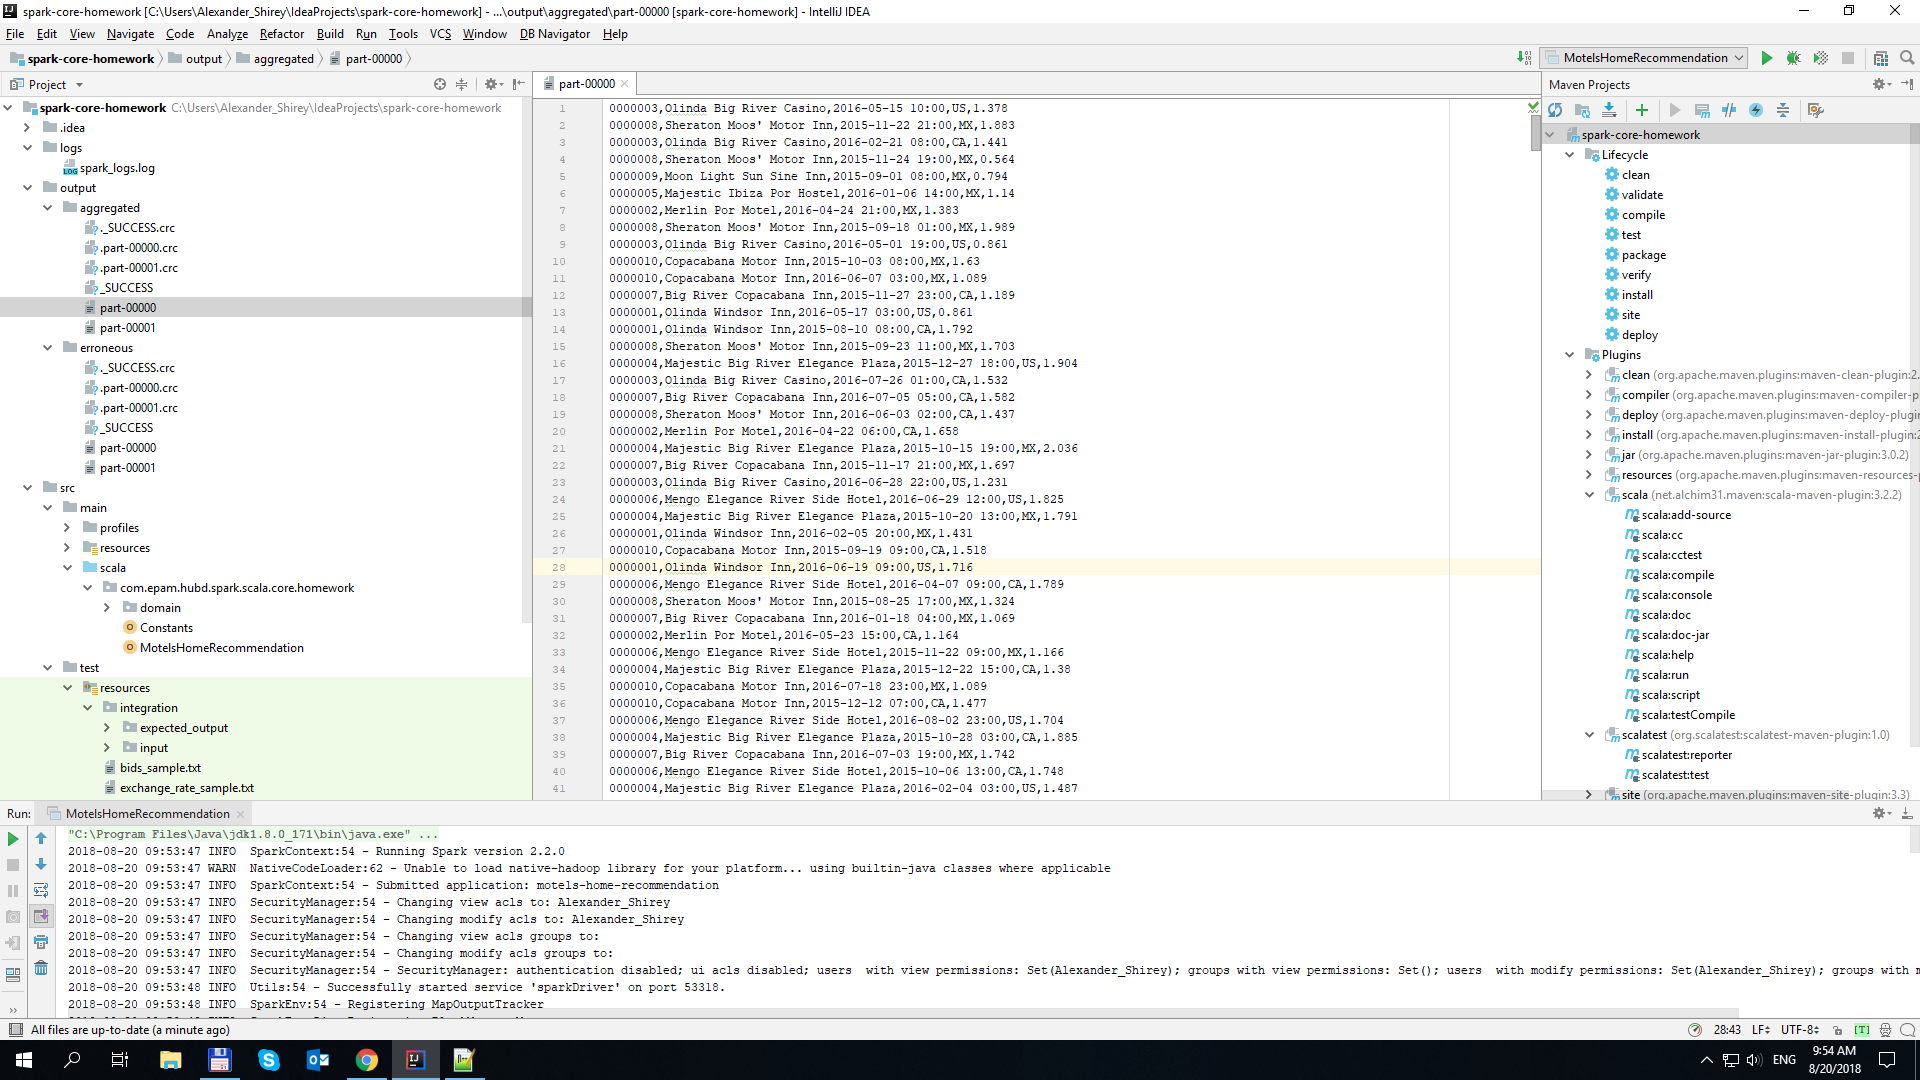 spark-core-homework [C:\Users\Alexander_Shirey\IdeaProjects\spark-core-homework] - ...\output\aggregated\part-00000 [spark-core-homework] - IntelliJ IDEA
File Edit View Navigate Code Analyze Refactor Build Run Tools VCS Window DB Navigator Help
spark-core-homework output aggregated part-00000
MotelsHomeRecommendation
Project
spark-core-homework C:\Users\Alexander_Shirey\IdeaProjects\spark-core-homework
.idea
logs
spark_logs.log
output
aggregated
._SUCCESS.crc
.part-00000.crc
.part-00001.crc
_SUCCESS
part-00000
part-00001
erroneous
._SUCCESS.crc
.part-00000.crc
.part-00001.crc
_SUCCESS
part-00000
part-00001
src
main
profiles
resources
scala
com.epam.hubd.spark.scala.core.homework
domain
Constants
MotelsHomeRecommendation
test
resources
integration
expected_output
input
bids_sample.txt
exchange_rate_sample.txt
part-00000
1 0000003,Olinda Big River Casino,2016-05-15 10:00,US,1.378
2 0000008,Sheraton Moos' Motor Inn,2015-11-22 21:00,MX,1.883
3 0000003,Olinda Big River Casino,2016-02-21 08:00,CA,1.441
4 0000008,Sheraton Moos' Motor Inn,2015-11-24 19:00,MX,0.564
5 0000009,Moon Light Sun Sine Inn,2015-09-01 08:00,MX,0.794
6 0000005,Majestic Ibiza Por Hostel,2016-01-06 14:00,MX,1.14
7 0000002,Merlin Por Motel,2016-04-24 21:00,MX,1.383
8 0000008,Sheraton Moos' Motor Inn,2015-09-18 01:00,MX,1.989
9 0000003,Olinda Big River Casino,2016-05-01 19:00,US,0.861
10 0000010,Copacabana Motor Inn,2015-10-03 08:00,MX,1.63
11 0000010,Copacabana Motor Inn,2016-06-07 03:00,MX,1.089
12 0000007,Big River Copacabana Inn,2015-11-27 23:00,CA,1.189
13 0000001,Olinda Windsor Inn,2016-05-17 03:00,US,0.861
14 0000001,Olinda Windsor Inn,2015-08-10 08:00,CA,1.792
15 0000008,Sheraton Moos' Motor Inn,2015-09-23 11:00,MX,1.703
16 0000004,Majestic Big River Elegance Plaza,2015-12-27 18:00,US,1.904
17 0000003,Olinda Big River Casino,2016-07-26 01:00,CA,1.532
18 0000007,Big River Copacabana Inn,2016-07-05 05:00,CA,1.582
19 0000008,Sheraton Moos' Motor Inn,2016-06-03 02:00,CA,1.437
20 0000002,Merlin Por Motel,2016-04-22 06:00,CA,1.658
21 0000004,Majestic Big River Elegance Plaza,2015-10-15 19:00,MX,2.036
22 0000007,Big River Copacabana Inn,2015-11-17 21:00,MX,1.697
23 0000003,Olinda Big River Casino,2016-06-28 22:00,US,1.231
24 0000006,Mengo Elegance River Side Hotel,2016-06-29 12:00,US,1.825
25 0000004,Majestic Big River Elegance Plaza,2015-10-20 13:00,MX,1.791
26 0000001,Olinda Windsor Inn,2016-02-05 20:00,MX,1.431
27 0000010,Copacabana Motor Inn,2015-09-19 09:00,CA,1.518
28 0000001,Olinda Windsor Inn,2016-06-19 09:00,US,1.716
29 0000006,Mengo Elegance River Side Hotel,2016-04-07 09:00,CA,1.789
30 0000008,Sheraton Moos' Motor Inn,2015-08-25 17:00,MX,1.324
31 0000007,Big River Copacabana Inn,2016-01-18 04:00,MX,1.069
32 0000002,Merlin Por Motel,2016-05-23 15:00,CA,1.164
33 0000006,Mengo Elegance River Side Hotel,2015-11-22 09:00,MX,1.166
34 0000004,Majestic Big River Elegance Plaza,2015-12-22 15:00,CA,1.38
35 0000010,Copacabana Motor Inn,2016-07-18 23:00,MX,1.089
36 0000010,Copacabana Motor Inn,2015-12-12 07:00,CA,1.477
37 0000006,Mengo Elegance River Side Hotel,2016-08-02 23:00,US,1.704
38 0000004,Majestic Big River Elegance Plaza,2015-10-28 03:00,CA,1.885
39 0000007,Big River Copacabana Inn,2016-07-03 19:00,MX,1.742
40 0000006,Mengo Elegance River Side Hotel,2015-10-06 13:00,CA,1.748
41 0000004,Majestic Big River Elegance Plaza,2016-02-04 03:00,US,1.487
Maven Projects
spark-core-homework
Lifecycle
clean
validate
compile
test
package
verify
install
site
deploy
Plugins
clean (org.apache.maven.plugins:maven-clean-plugin:2.
compiler (org.apache.maven.plugins:maven-compiler-p
deploy (org.apache.maven.plugins:maven-deploy-plugin
install (org.apache.maven.plugins:maven-install-plugin:2
jar (org.apache.maven.plugins:maven-jar-plugin:3.0.2)
resources (org.apache.maven.plugins:maven-resources-p
scala (net.alchim31.maven:scala-maven-plugin:3.2.2)
scala:add-source
scala:cc
scala:cctest
scala:compile
scala:console
scala:doc
scala:doc-jar
scala:help
scala:run
scala:script
scala:testCompile
scalatest (org.scalatest:scalatest-maven-plugin:1.0)
scalatest:reporter
scalatest:test
site (org.apache.maven.plugins:maven-site-plugin:3.3)
Run: MotelsHomeRecommendation
"C:\Program Files\Java\jdk1.8.0_171\bin\java.exe" ...
2018-08-20 09:53:47 INFO SparkContext:54 - Running Spark version 2.2.0
2018-08-20 09:53:47 WARN NativeCodeLoader:62 - Unable to load native-hadoop library for your platform... using builtin-java classes where applicable
2018-08-20 09:53:47 INFO SparkContext:54 - Submitted application: motels-home-recommendation
2018-08-20 09:53:47 INFO SecurityManager:54 - Changing view acls to: Alexander_Shirey
2018-08-20 09:53:47 INFO SecurityManager:54 - Changing modify acls to: Alexander_Shirey
2018-08-20 09:53:47 INFO SecurityManager:54 - Changing view acls groups to:
2018-08-20 09:53:47 INFO SecurityManager:54 - Changing modify acls groups to:
2018-08-20 09:53:47 INFO SecurityManager:54 - SecurityManager: authentication disabled; ui acls disabled; users with view permissions: Set(Alexander_Shirey); groups with view permissions: Set(); users with modify permissions: Set(Alexander_Shirey); groups with m
2018-08-20 09:53:48 INFO Utils:54 - Successfully started service 'sparkDriver' on port 53318.
2018-08-20 09:53:48 INFO SparkEnv:54 - Registering MapOutputTracker
All files are up-to-date (a minute ago)
28:43 LF UTF-8
ENG
9:54 AM
8/20/2018